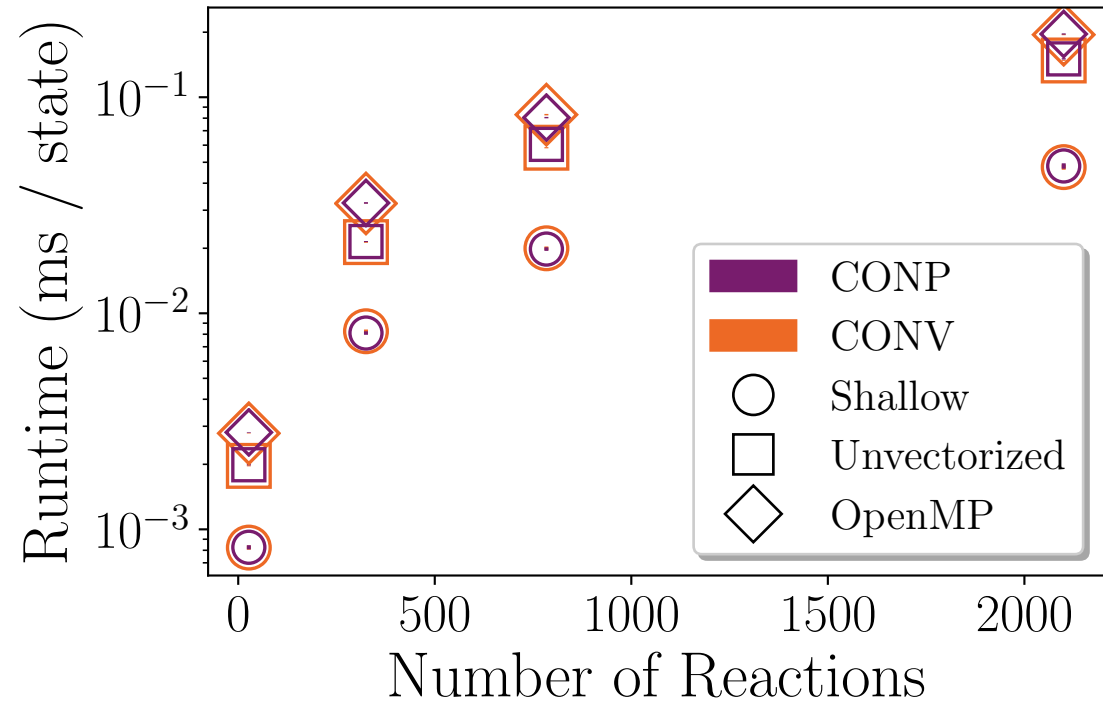 Runtime (ms / state)
10⁻¹
10⁻²
10⁻³
CONP
CONV
Shallow
Unvectorized
OpenMP
0 500 1000 1500 2000
Number of Reactions